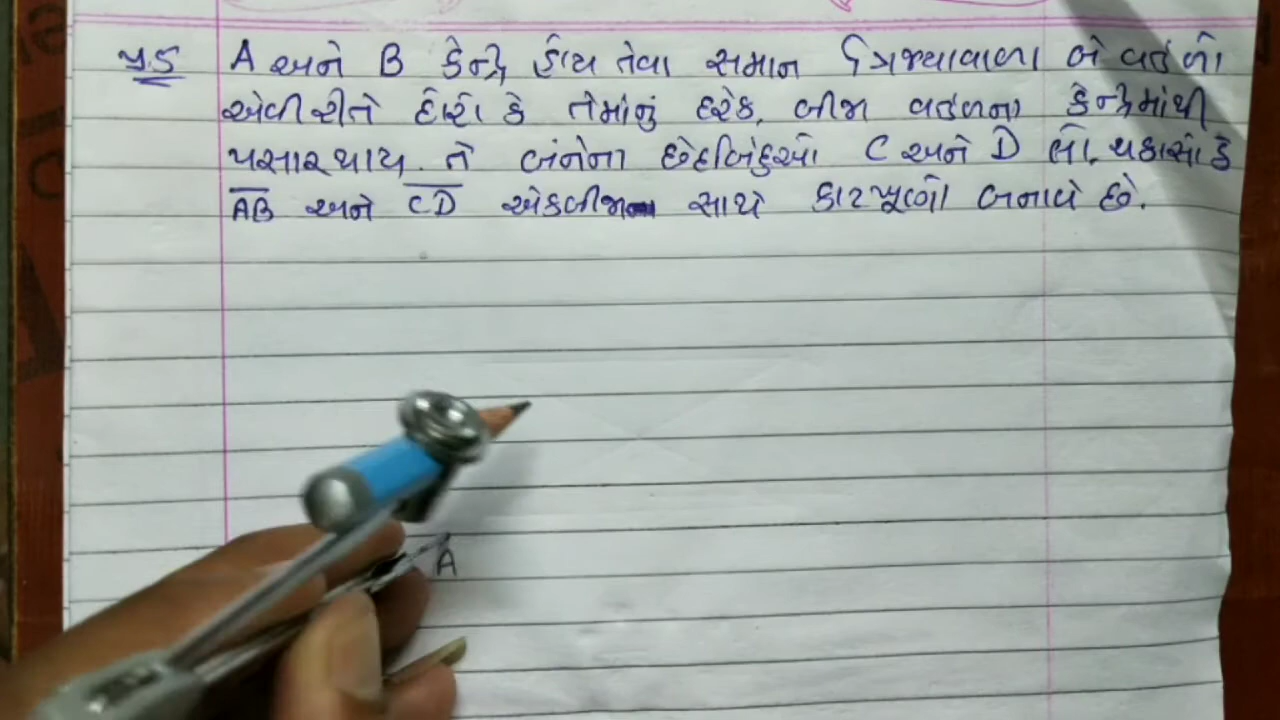 પ્ર.5 A અને B કેન્દ્રો હોય તેવા સમાન ત્રિજ્યાવાળા બે વર્તુળો
એવી રીતે દોરો કે તેમાંનું દરેક, બીજા વર્તુળના કેન્દ્રમાંથી
પસાર થાય. તે બંનેના છેદબિંદુઓ C અને D લો, ચકાસો કે
AB અને CD એકબીજા સાથે કાટખૂણો બનાવે છે.
A